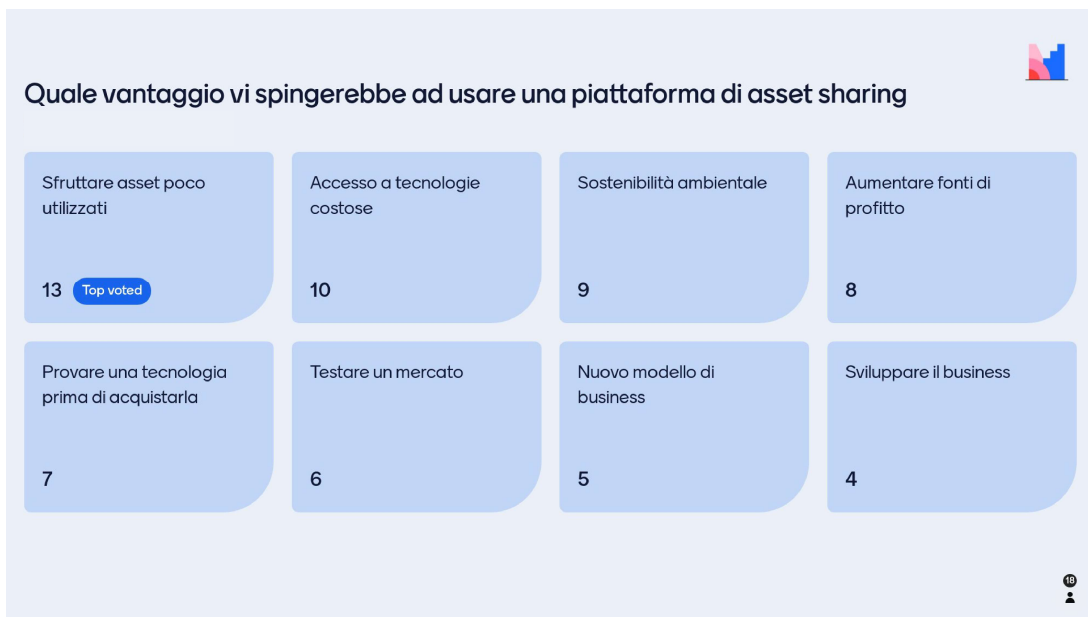 Quale vantaggio vi spingerebbe ad usare una piattaforma di asset sharing
Sfruttare asset poco
utilizzati
13 Top voted
Accesso a tecnologie
costose
10
Sostenibilità ambientale
9
Aumentare fonti di
profitto
8
Provare una tecnologia
prima di acquistarla
7
Testare un mercato
6
Nuovo modello di
business
5
Sviluppare il business
4
18